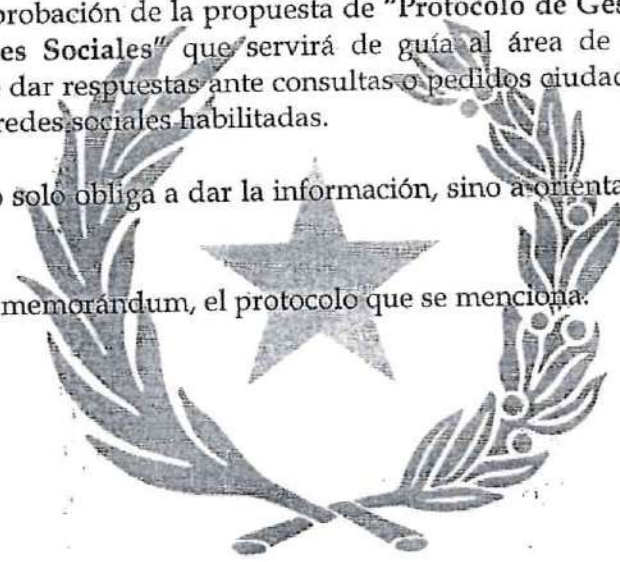 probación de la propuesta de "Protocolo de Ges
es Sociales" que servirá de guía al área de
e dar respuestas ante consultas o pedidos ciudad
redes sociales habilitadas.
o solo obliga a dar la información, sino a orienta
memorándum, el protocolo que se menciona.